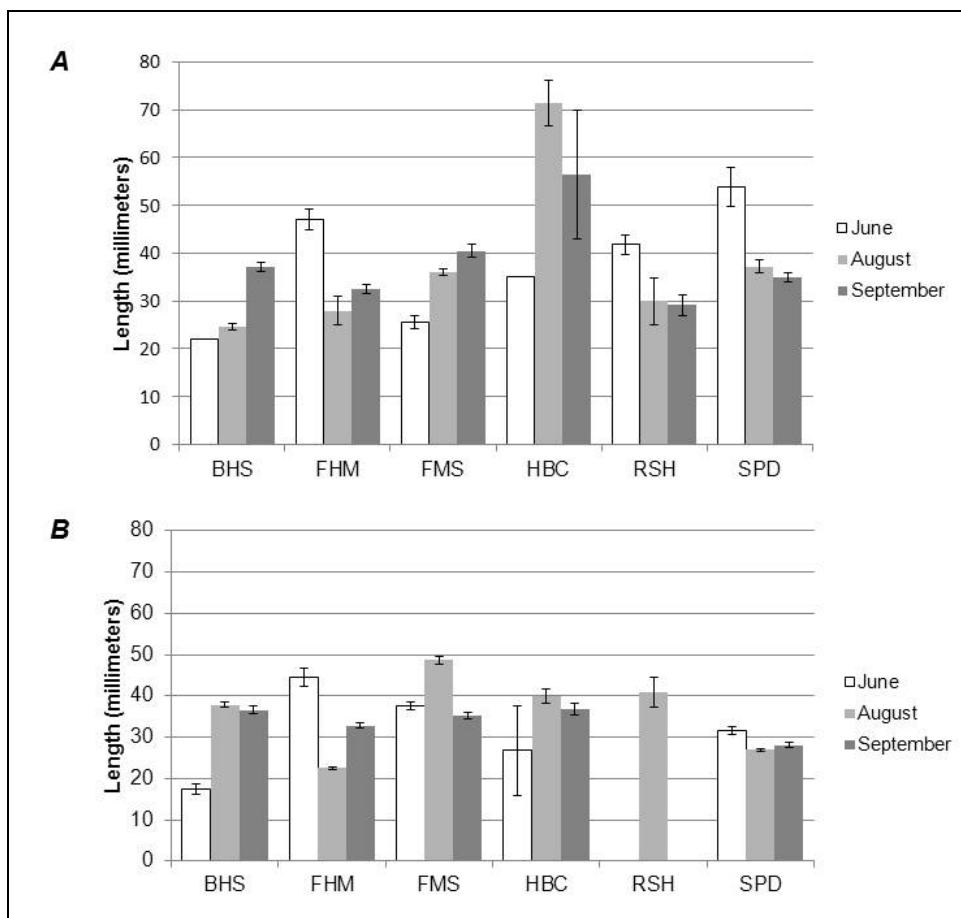 A
80
70
60
50
40
30
20
10
0
Length (millimeters)
BHS FHM FMS HBC RSH SPD
June
August
September
B
80
70
60
50
40
30
20
10
0
Length (millimeters)
BHS FHM FMS HBC RSH SPD
June
August
September